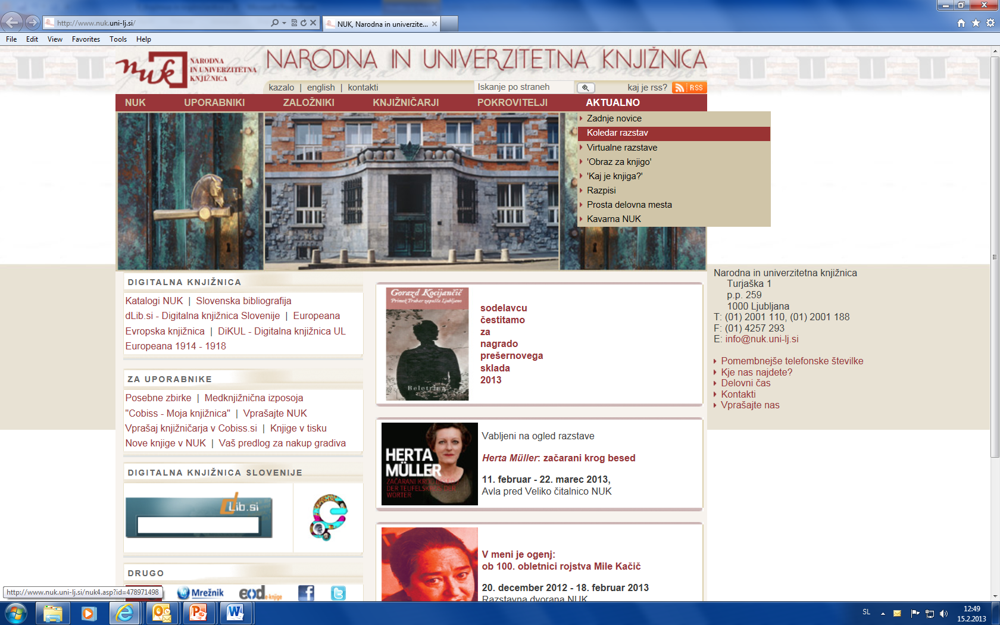 http://www.nuk.uni-lj.si/
NUK, Narodna in univerzite...
File Edit View Favorites Tools Help
nuk
NARODNA
IN UNIVERZITETNA
KNJIŽNICA
NARODNA IN UNIVERZITETNA KNJIŽNICA
kazalo | english | kontakti
Iskanje po straneh
kaj je rss? RSS
NUK UPORABNIKI ZALOŽNIKI KNJIŽNIČARJI POKROVITELJI AKTUALNO
Zadnje novice
Koledar razstav
Virtualne razstave
'Obraz za knjigo'
'Kaj je knjiga?'
Razpisi
Prosta delovna mesta
Kavarna NUK
DIGITALNA KNJIŽNICA
Katalogi NUK | Slovenska bibliografija
dLib.si - Digitalna knjižnica Slovenije | Europeana
Evropska knjižnica | DiKUL - Digitalna knjižnica UL
Europeana 1914 - 1918
ZA UPORABNIKE
Posebne zbirke | Medknjižnična izposoja
"Cobiss - Moja knjižnica" | Vprašajte NUK
Vprašaj knjižničarja v Cobiss.si | Knjige v tisku
Nove knjige v NUK | Vaš predlog za nakup gradiva
DIGITALNA KNJIŽNICA SLOVENIJE
dLib.si
DRUGO
Mrežnik eod e-knjige
http://www.nuk.uni-lj.si/nuk4.asp?id=478971498
Gorazd Kocijančič
Primož Trubar zapušča Ljubljano
Beletrina
sodelavcu
čestitamo
za
nagrado
prešernovega
sklada
2013
HERTA
MÜLLER
ZAČARANI KROG BESED
DER TEUFELSKREIS DER
WÖRTER
Vabljeni na ogled razstave
Herta Müller: začarani krog besed
11. februar - 22. marec 2013,
Avla pred Veliko čitalnico NUK
V meni je ogenj:
ob 100. obletnici rojstva Mile Kačič
20. december 2012 - 18. februar 2013
Razstavna dvorana NUK
Narodna in univerzitetna knjižnica
Turjaška 1
p.p. 259
1000 Ljubljana
T: (01) 2001 110, (01) 2001 188
F: (01) 4257 293
E: info@nuk.uni-lj.si
Pomembnejše telefonske številke
Kje nas najdete?
Delovni čas
Kontakti
Vprašajte nas
SL
12:49
15.2.2013